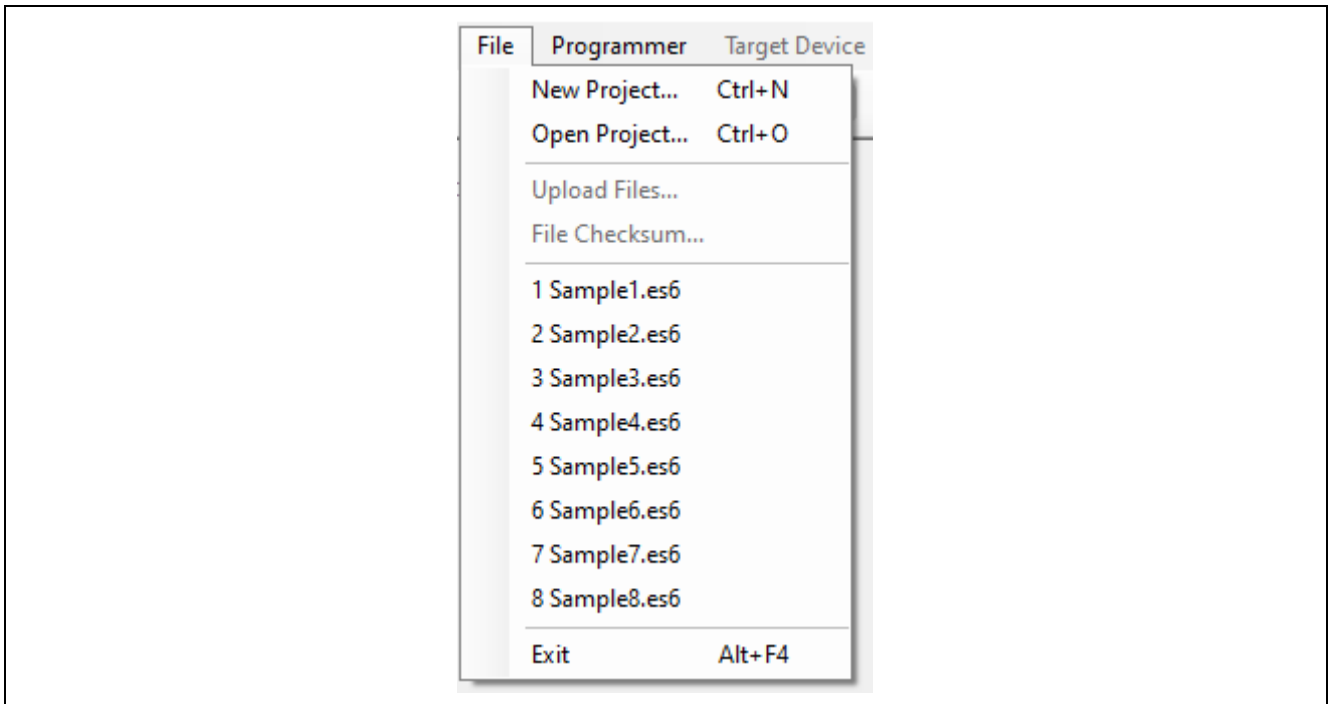 File Programmer Target Device
New Project... Ctrl+N
Open Project... Ctrl+O
Upload Files...
File Checksum...
1 Sample1.es6
2 Sample2.es6
3 Sample3.es6
4 Sample4.es6
5 Sample5.es6
6 Sample6.es6
7 Sample7.es6
8 Sample8.es6
Exit Alt+F4